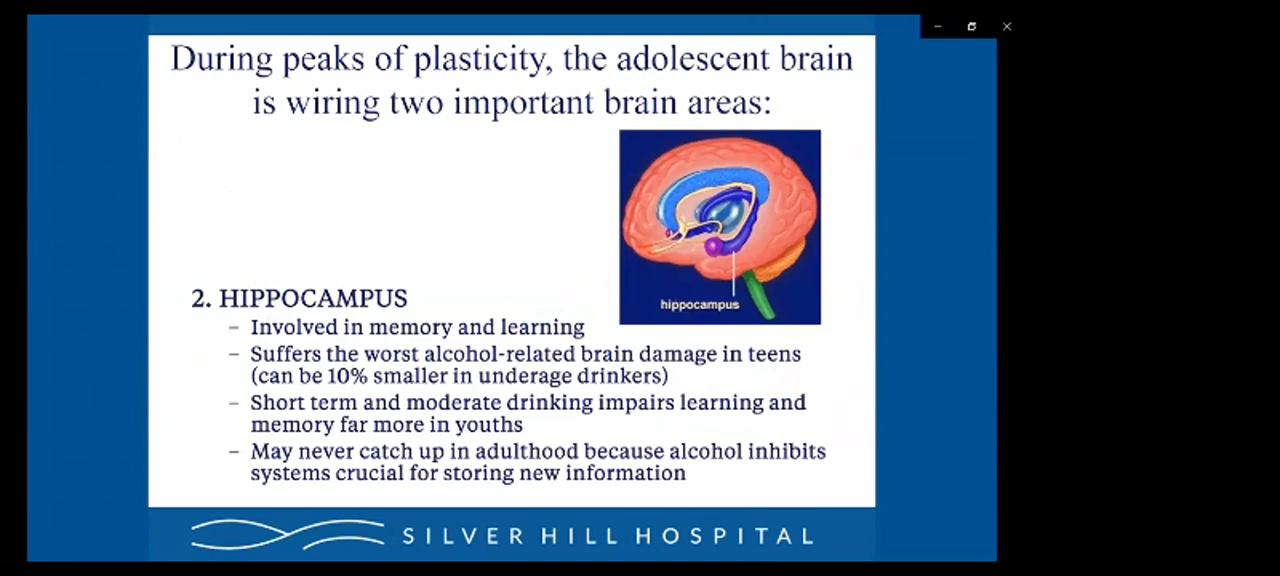 During peaks of plasticity, the adolescent brain
is wiring two important brain areas:
hippocampus
2. HIPPOCAMPUS
– Involved in memory and learning
– Suffers the worst alcohol-related brain damage in teens
(can be 10% smaller in underage drinkers)
– Short term and moderate drinking impairs learning and
memory far more in youths
– May never catch up in adulthood because alcohol inhibits
systems crucial for storing new information
SILVER HILL HOSPITAL